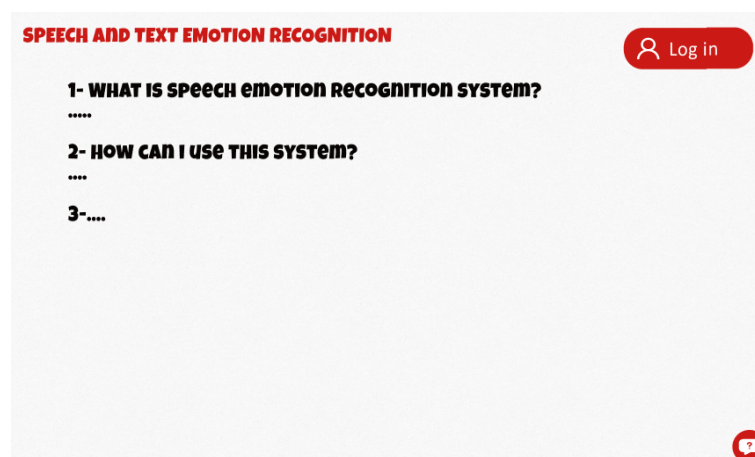 SPEECH AND TEXT EMOTION RECOGNITION
Log in
1- WHAT IS SPEECH EMOTION RECOGNITION SYSTEM?
.....
2- HOW CAN I USE THIS SYSTEM?
....
3-....
?